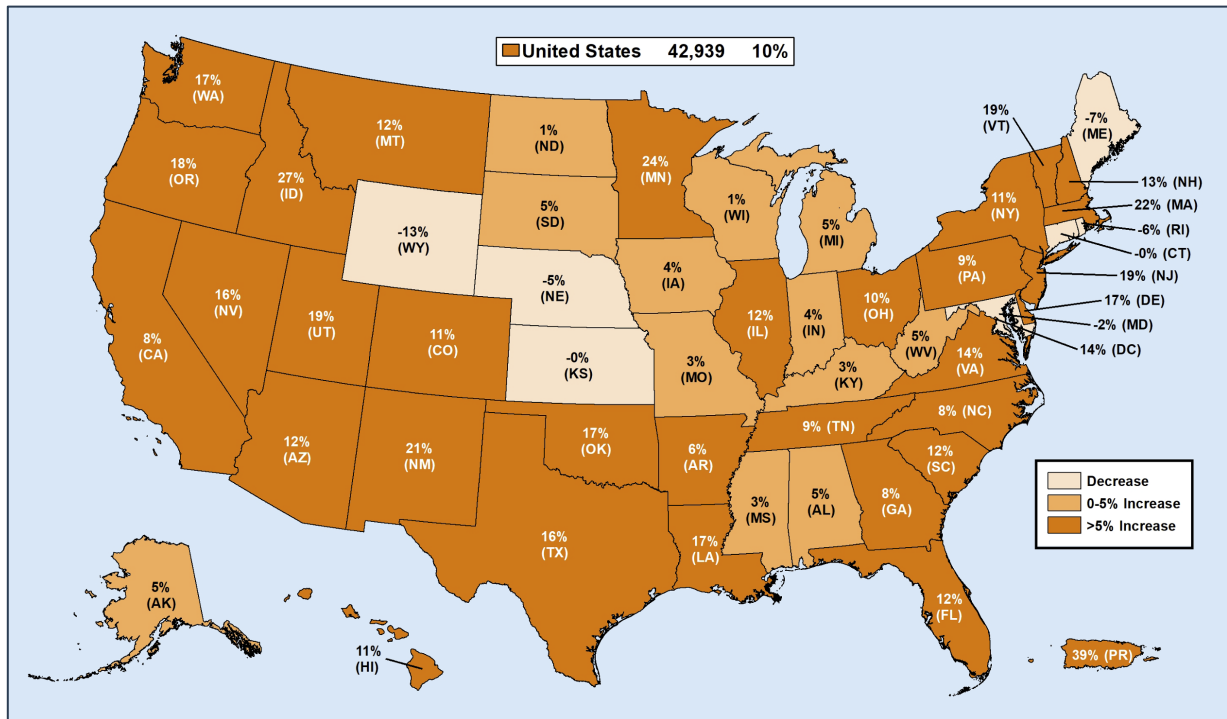 United States 42,939 10%
17%
(WA)
12%
(MT)
1%
(ND)
24%
(MN)
19%
(VT)
-7%
(ME)
18%
(OR)
27%
(ID)
5%
(SD)
1%
(WI)
5%
(MI)
11%
(NY)
13% (NH)
22% (MA)
-6% (RI)
-0% (CT)
19% (NJ)
17% (DE)
-2% (MD)
14% (DC)
-13%
(WY)
-5%
(NE)
4%
(IA)
9%
(PA)
8%
(CA)
16%
(NV)
19%
(UT)
11%
(CO)
-0%
(KS)
3%
(MO)
12%
(IL)
4%
(IN)
10%
(OH)
5%
(WV)
14%
(VA)
3%
(KY)
8% (NC)
9% (TN)
12%
(AZ)
21%
(NM)
17%
(OK)
6%
(AR)
12%
(SC)
3%
(MS)
5%
(AL)
8%
(GA)
16%
(TX)
17%
(LA)
12%
(FL)
Decrease
0-5% Increase
>5% Increase
5%
(AK)
11%
(HI)
39% (PR)